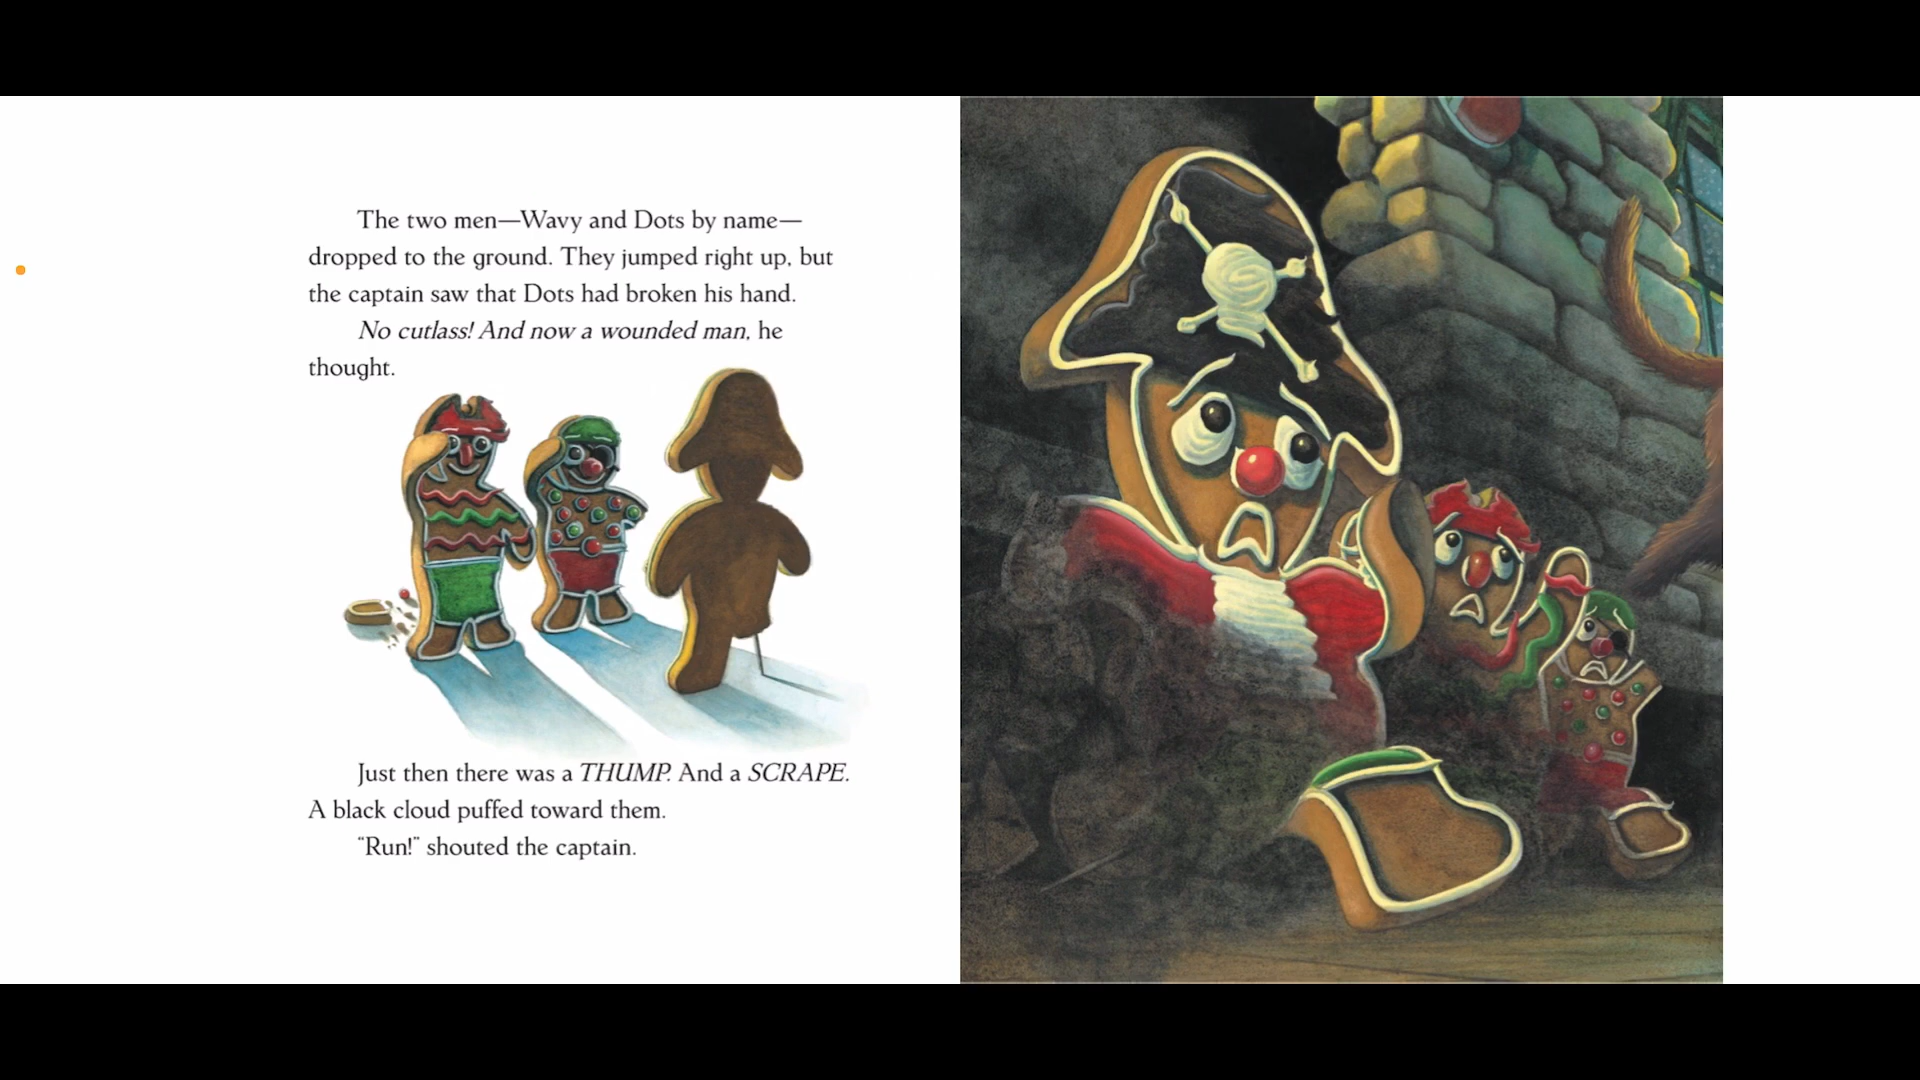 The two men—Wavy and Dots by name—
dropped to the ground. They jumped right up, but
the captain saw that Dots had broken his hand.
No cutlass! And now a wounded man, he
thought.
Just then there was a THUMP. And a SCRAPE.
A black cloud puffed toward them.
“Run!” shouted the captain.